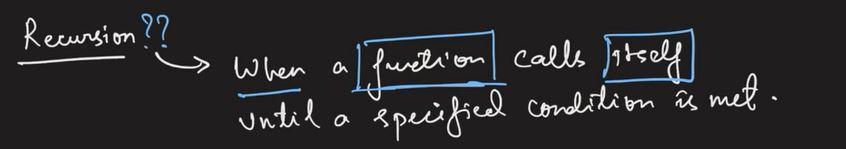 Recursion??
When a function calls itself
until a specified condition is met.